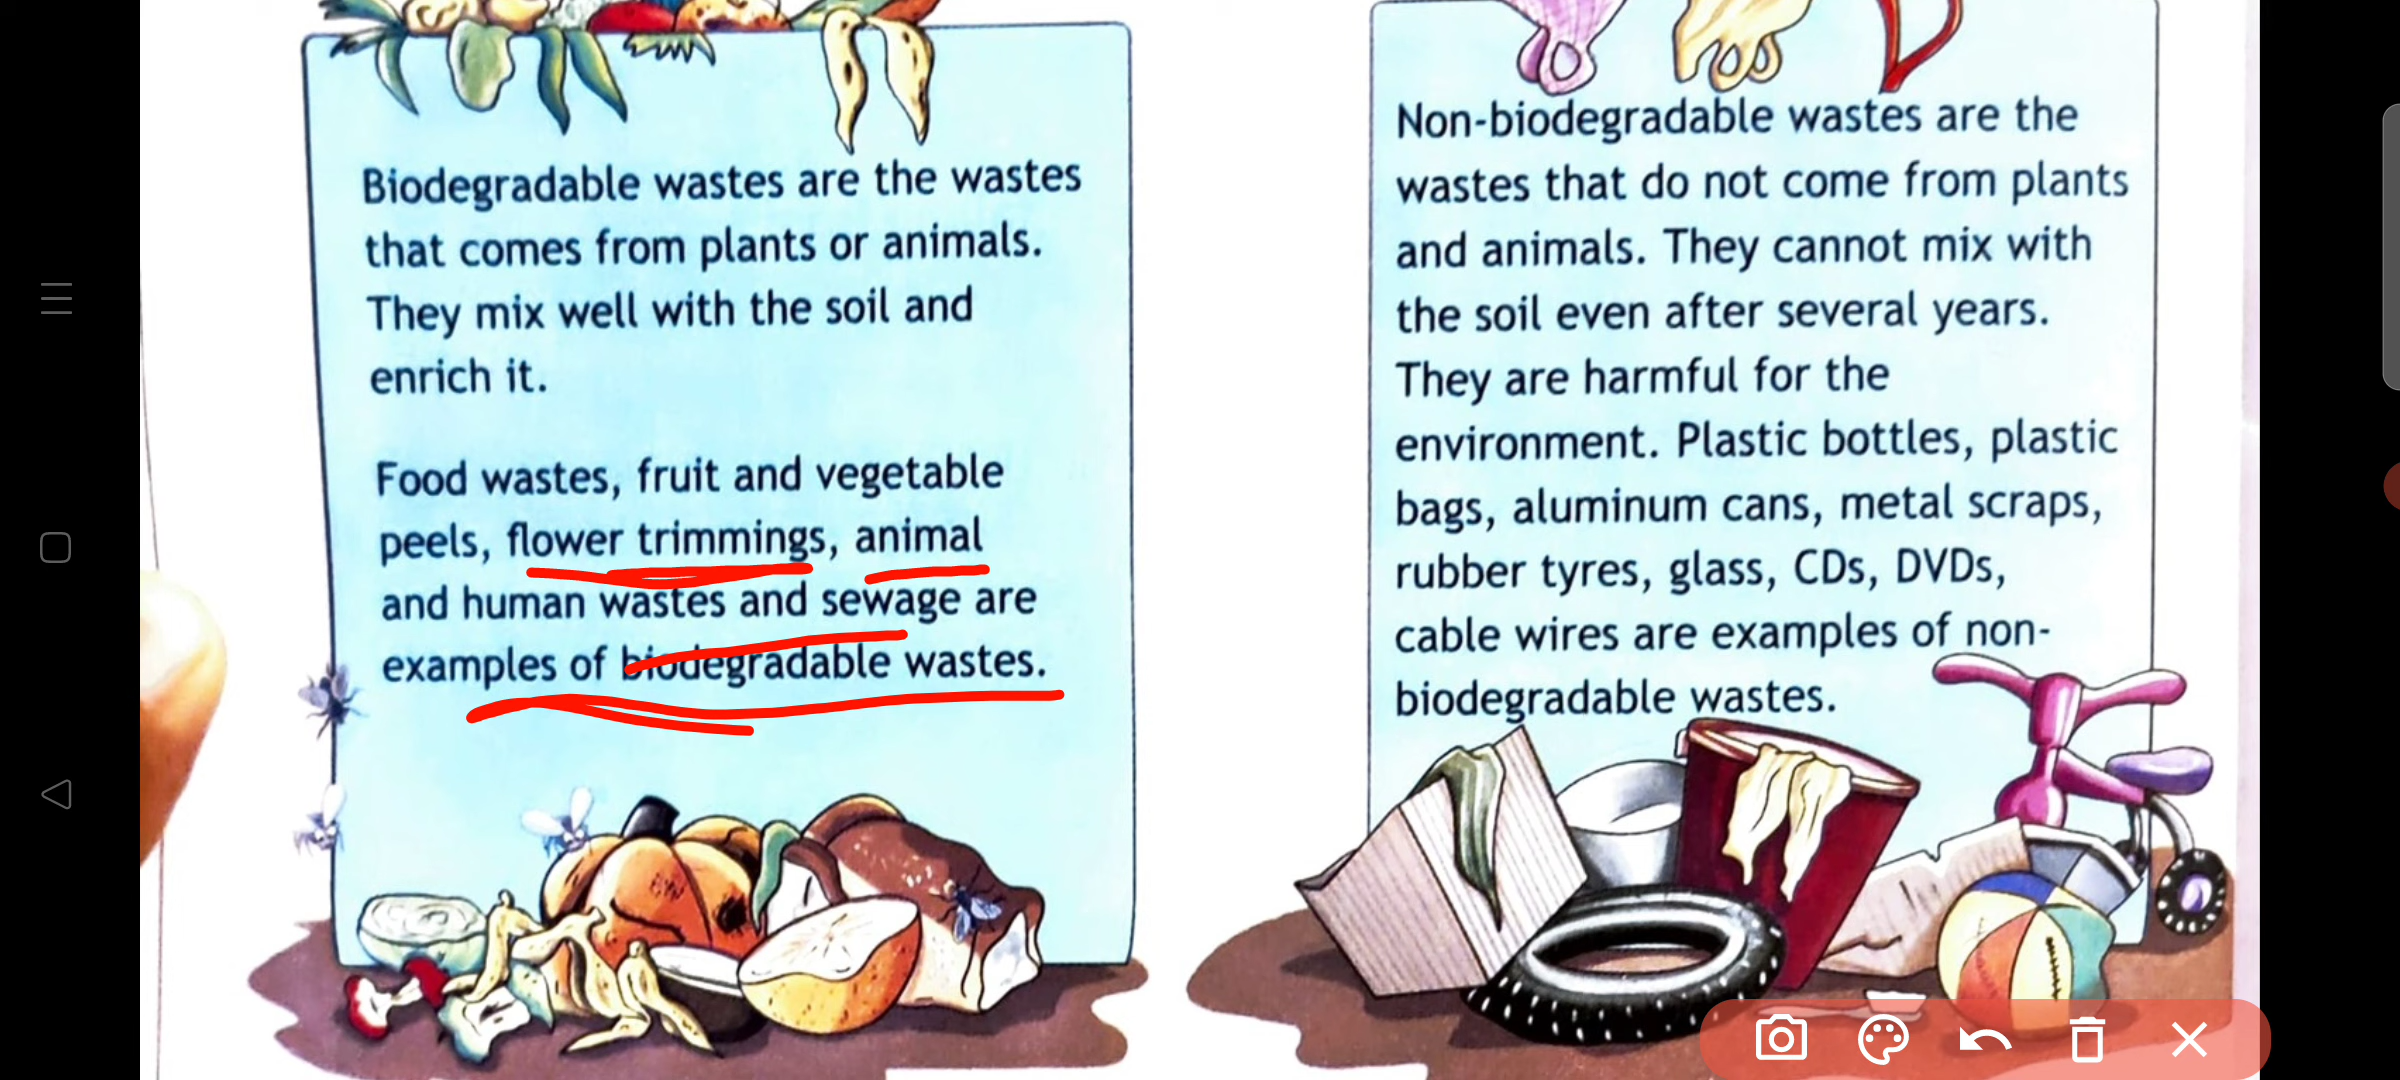 Biodegradable wastes are the wastes
that comes from plants or animals.
They mix well with the soil and
enrich it.
Food wastes, fruit and vegetable
peels, flower trimmings, animal
and human wastes and sewage are
examples of biodegradable wastes.
Non-biodegradable wastes are the
wastes that do not come from plants
and animals. They cannot mix with
the soil even after several years.
They are harmful for the
environment. Plastic bottles, plastic
bags, aluminum cans, metal scraps,
rubber tyres, glass, CDs, DVDs,
cable wires are examples of non-
biodegradable wastes.